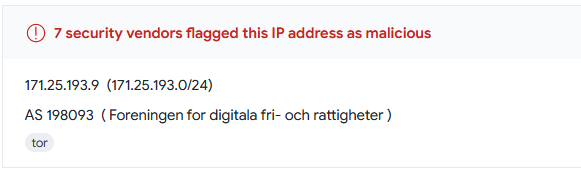 7 security vendors flagged this IP address as malicious
171.25.193.9 (171.25.193.0/24)
AS 198093 ( Foreningen for digitala fri- och rattigheter )
tor